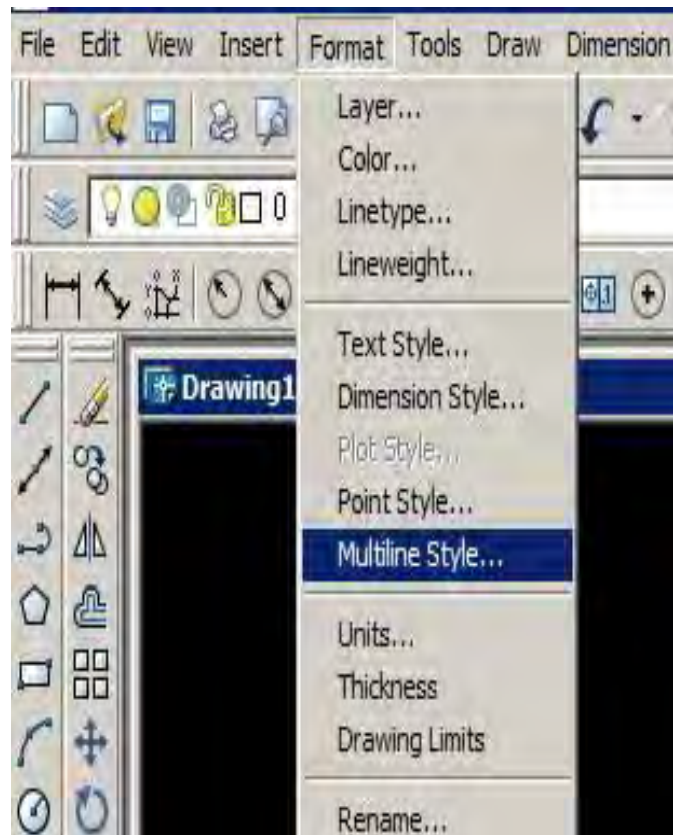 File Edit View Insert Format Tools Draw Dimension
Layer...
Color...
0
Linetype...
Lineweight...
Text Style...
Drawing1
Dimension Style...
Plot Style...
Point Style...
Multiline Style...
Units...
Thickness
Drawing Limits
Rename...